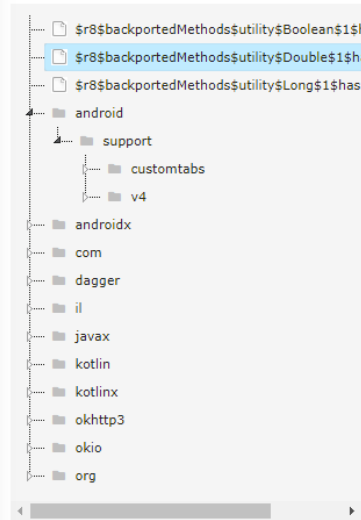 $r8$backportedMethods$utility$Boolean$1$h
$r8$backportedMethods$utility$Double$1$ha
$r8$backportedMethods$utility$Long$1$has
android
support
customtabs
v4
androidx
com
dagger
il
javax
kotlin
kotlinx
okhttp3
okio
org